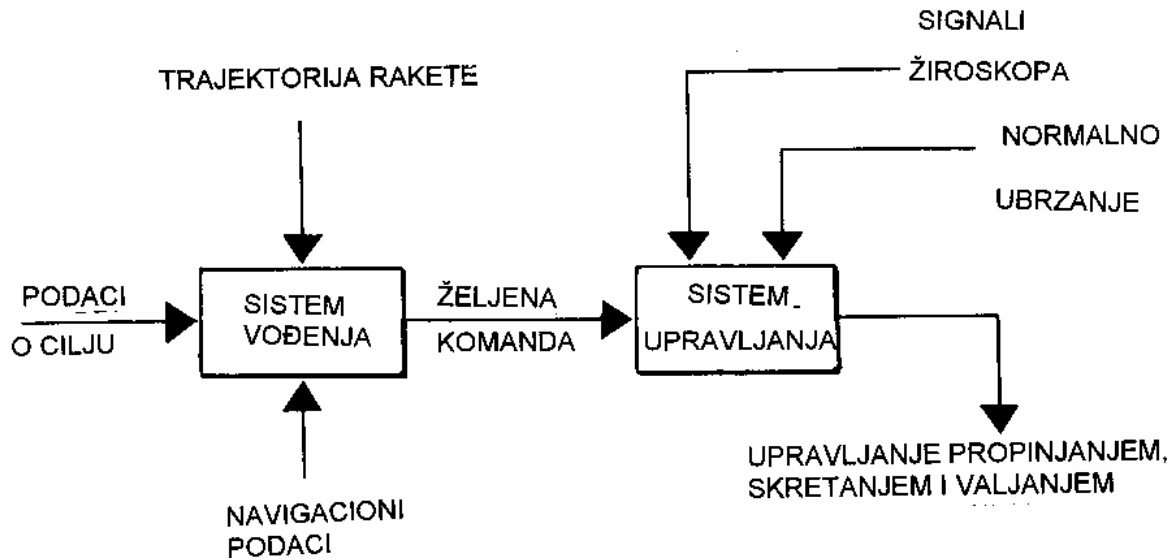 SIGNALI
ŽIROSKOPA
TRAJEKTORIJA RAKETE
NORMALNO
UBRZANJE
PODACI
O CILJU
SISTEM
VOĐENJA
ŽELJENA
KOMANDA
SISTEM
UPRAVLJANJA
NAVIGACIONI
PODACI
UPRAVLJANJE PROPINJANJEM,
SKRETANJEM I VALJANJEM